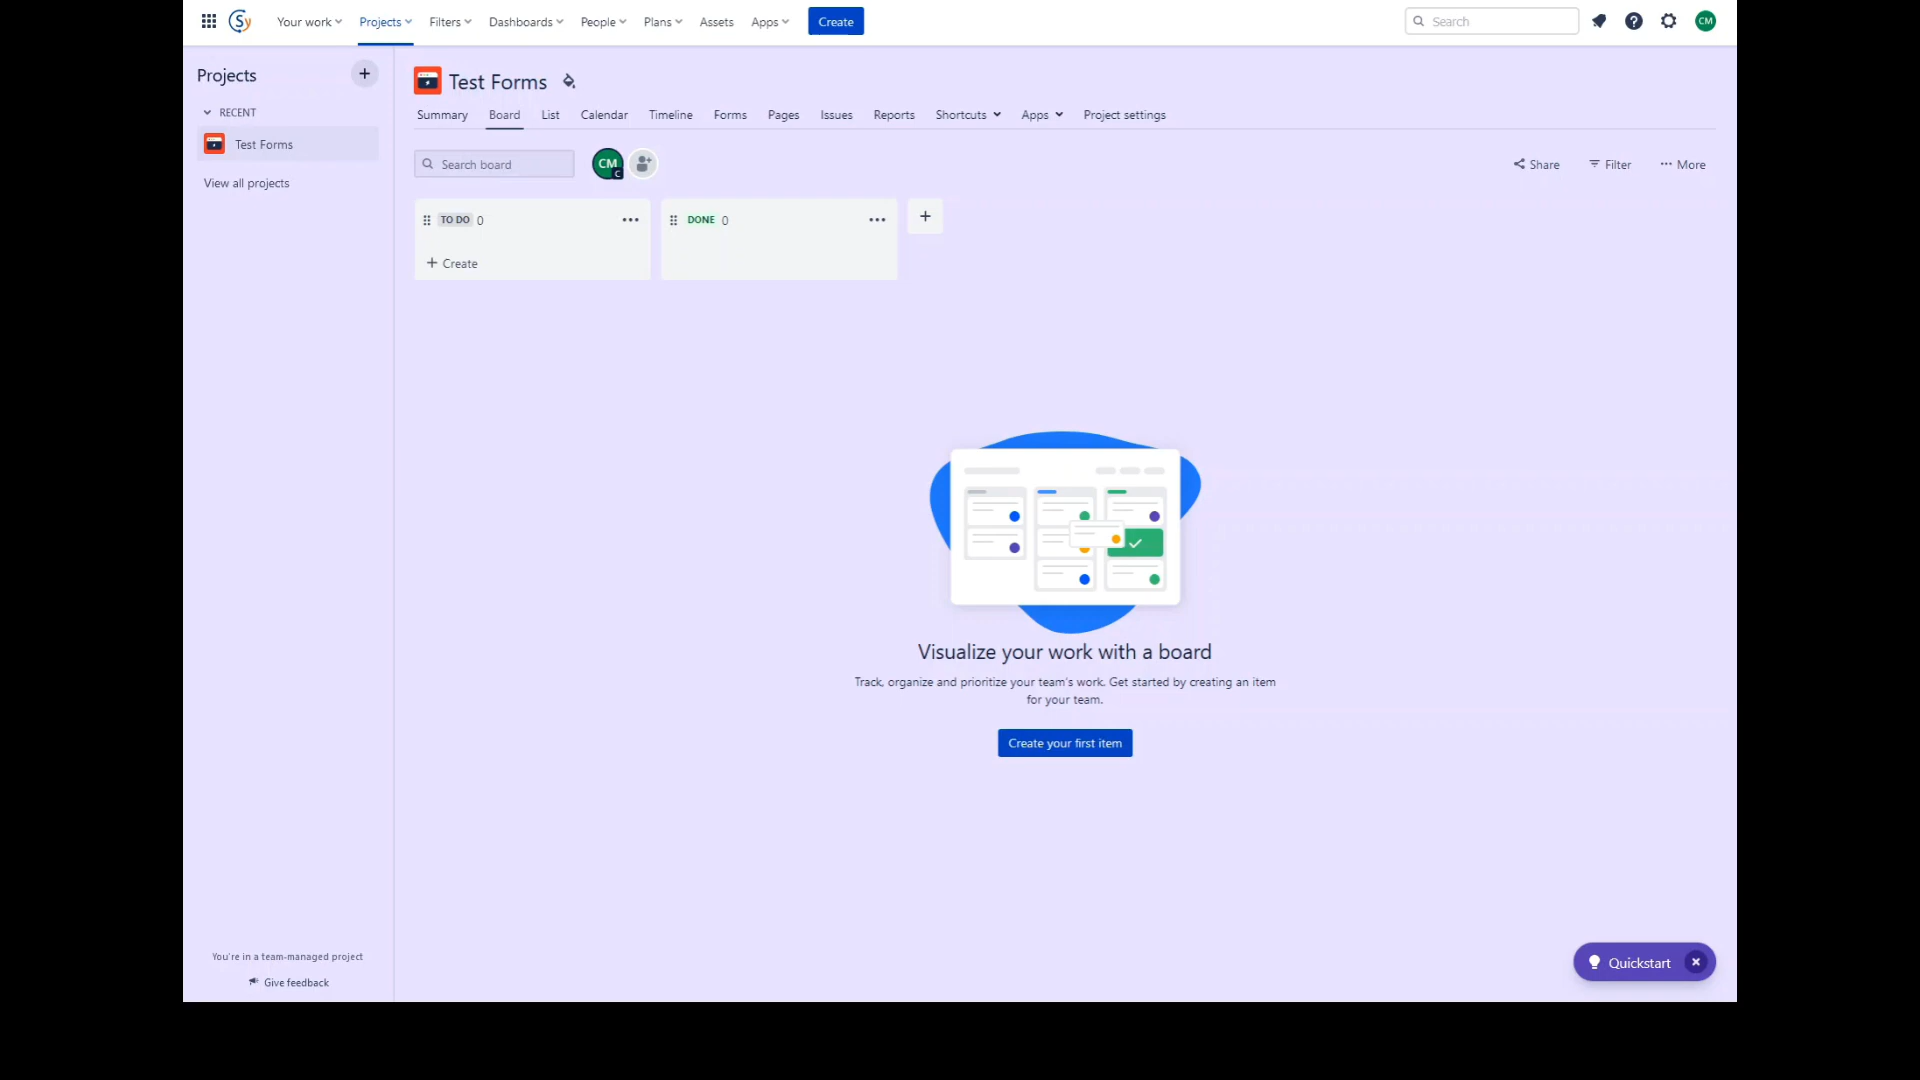 Sy Your work Projects Filters Dashboards People Plans Assets Apps Create Search CM
Projects
RECENT
Test Forms
View all projects
Test Forms
Summary Board List Calendar Timeline Forms Pages Issues Reports Shortcuts Apps Project settings
Search board CM C Share Filter More
TO DO 0 DONE 0
Create
Visualize your work with a board
Track, organize and prioritize your team's work. Get started by creating an item
for your team.
Create your first item
You're in a team-managed project
Give feedback
Quickstart